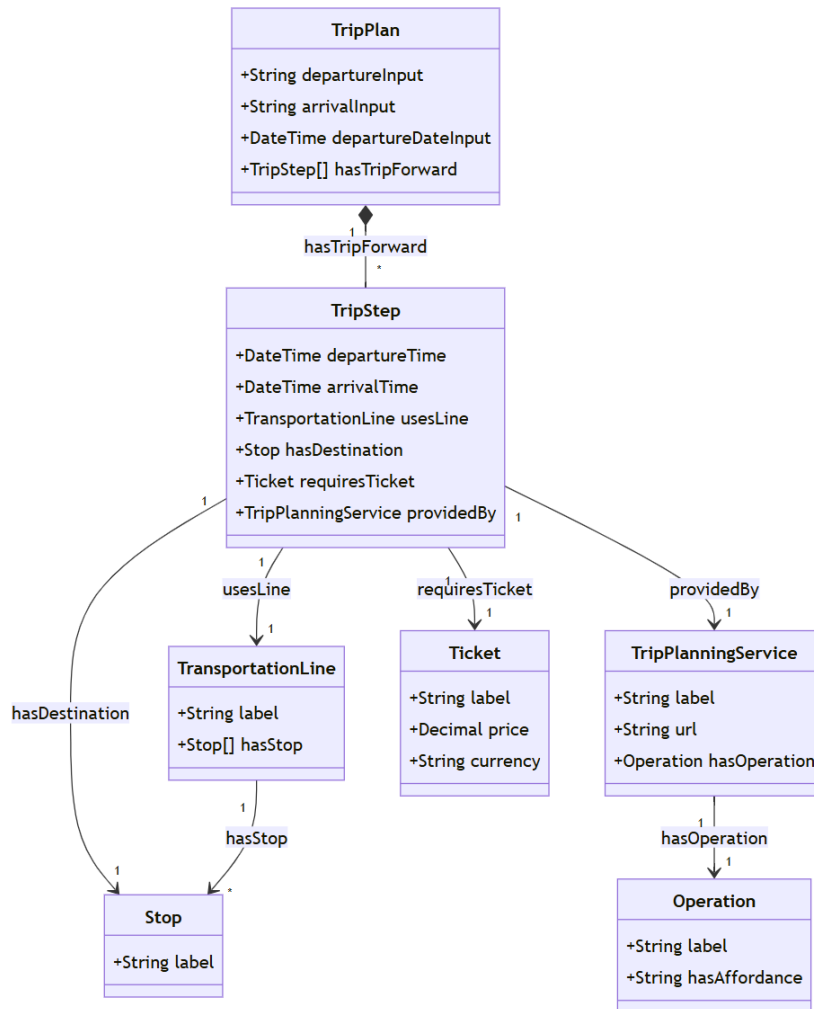 TripPlan
+String departureInput
+String arrivalInput
+DateTime departureDateInput
+TripStep[] hasTripForward
1
hasTripForward
*
TripStep
+DateTime departureTime
+DateTime arrivalTime
+TransportationLine usesLine
+Stop hasDestination
+Ticket requiresTicket
+TripPlanningService providedBy
1
1
1
1
usesLine
requiresTicket
providedBy
1
1
1
TransportationLine
+String label
+Stop[] hasStop
Ticket
+String label
+Decimal price
+String currency
TripPlanningService
+String label
+String url
+Operation hasOperation
hasDestination
1
hasStop
1
hasOperation
1
1
*
Stop
+String label
Operation
+String label
+String hasAffordance